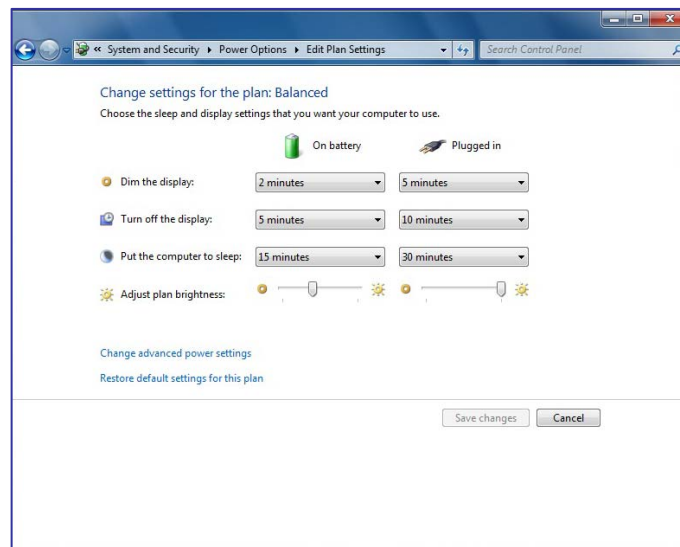 « System and Security ▸ Power Options ▸ Edit Plan Settings
Search Control Panel
Change settings for the plan: Balanced
Choose the sleep and display settings that you want your computer to use.
On battery Plugged in
Dim the display: 2 minutes 5 minutes
Turn off the display: 5 minutes 10 minutes
Put the computer to sleep: 15 minutes 30 minutes
Adjust plan brightness:
Change advanced power settings
Restore default settings for this plan
Save changes Cancel